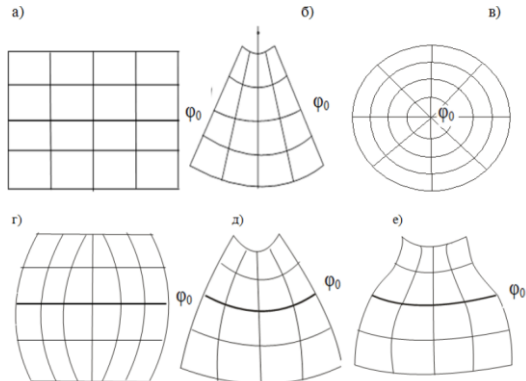 а) б) в)
φ₀ φ₀ φ₀
г) д) е)
φ₀ φ₀ φ₀